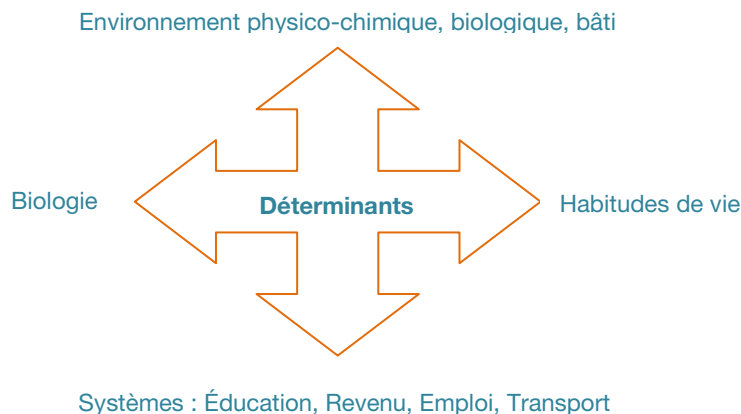 Environnement physico-chimique, biologique, bâti
Biologie
Déterminants
Habitudes de vie
Systèmes : Éducation, Revenu, Emploi, Transport